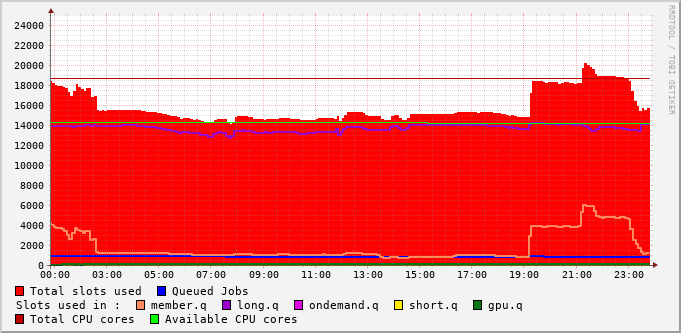 24000
22000
20000
18000
16000
14000
12000
10000
8000
6000
4000
2000
0
00:00 03:00 05:00 07:00 09:00 11:00 13:00 15:00 17:00 19:00 21:00 23:00
RRDTOOL / TOBI OETIKER
Total slots used Queued Jobs
Slots used in : member.q long.q ondemand.q short.q gpu.q
Total CPU cores Available CPU cores